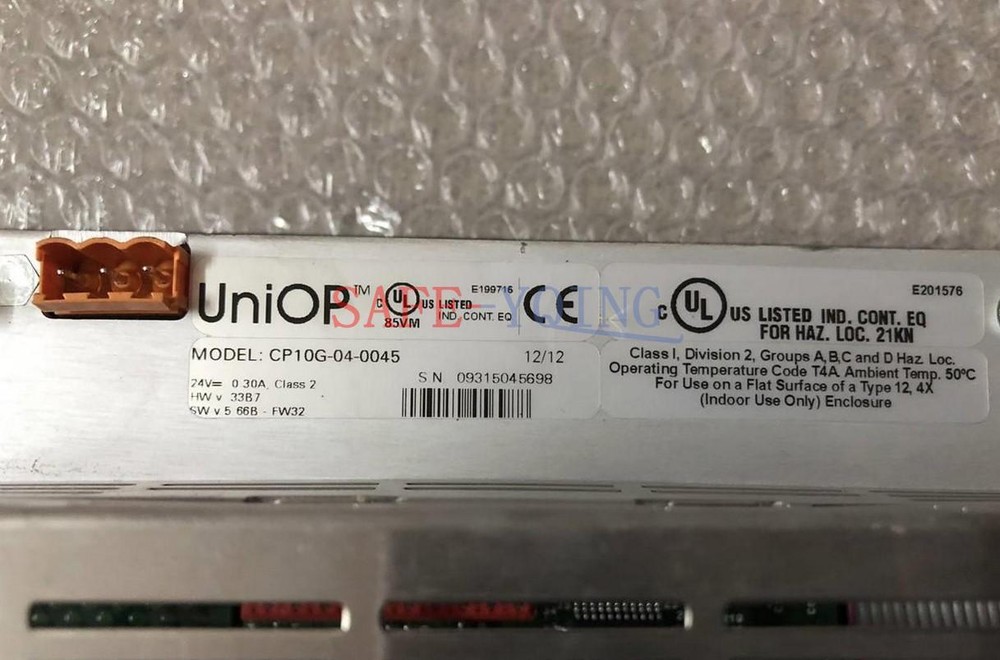 UniOP™
C UL US LISTED
85VM
E199716
IND. CONT. EQ
CE
SAFE-YQING
MODEL: CP10G-04-0045 12/12
24V= 0.30A, Class 2
HW v 33B7
SW v 5 66B - FW32
S N 09315045698
E201576
C UL US LISTED IND. CONT. EQ
FOR HAZ. LOC. 21KN
Class I, Division 2, Groups A,B,C and D Haz. Loc.
Operating Temperature Code T4A. Ambient Temp. 50ºC
For Use on a Flat Surface of a Type 12, 4X
(Indoor Use Only) Enclosure